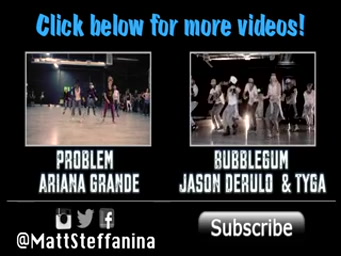 Click below for more videos!
PROBLEM
ARIANA GRANDE
BUBBLEGUM
JASON DERULO & TYGA
Subscribe
@MattSteffanina